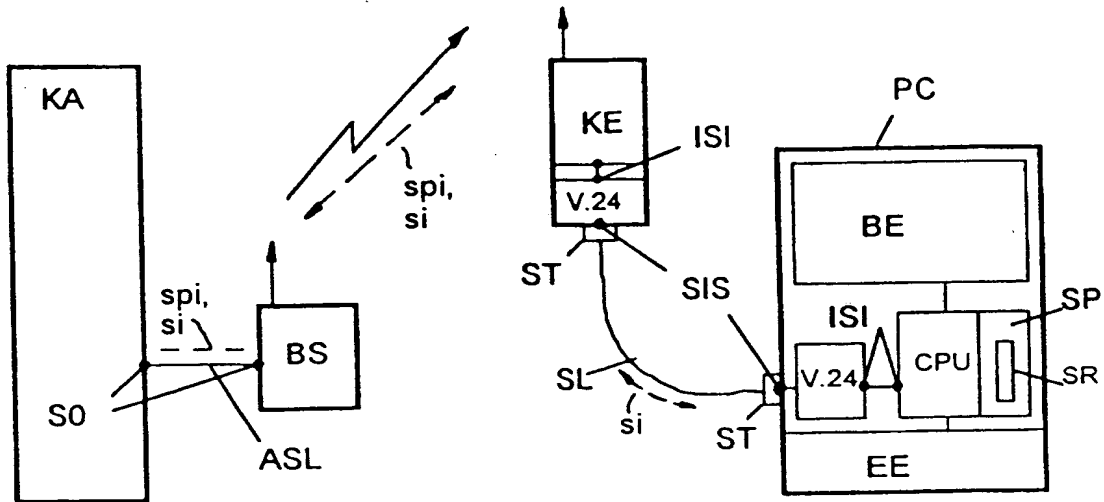 KA
spi,
si
BS
S0
ASL
spi,
si
KE
ISI
V.24
ST
SIS
SL
si
ST
PC
BE
ISI
SP
V.24
CPU
SR
EE